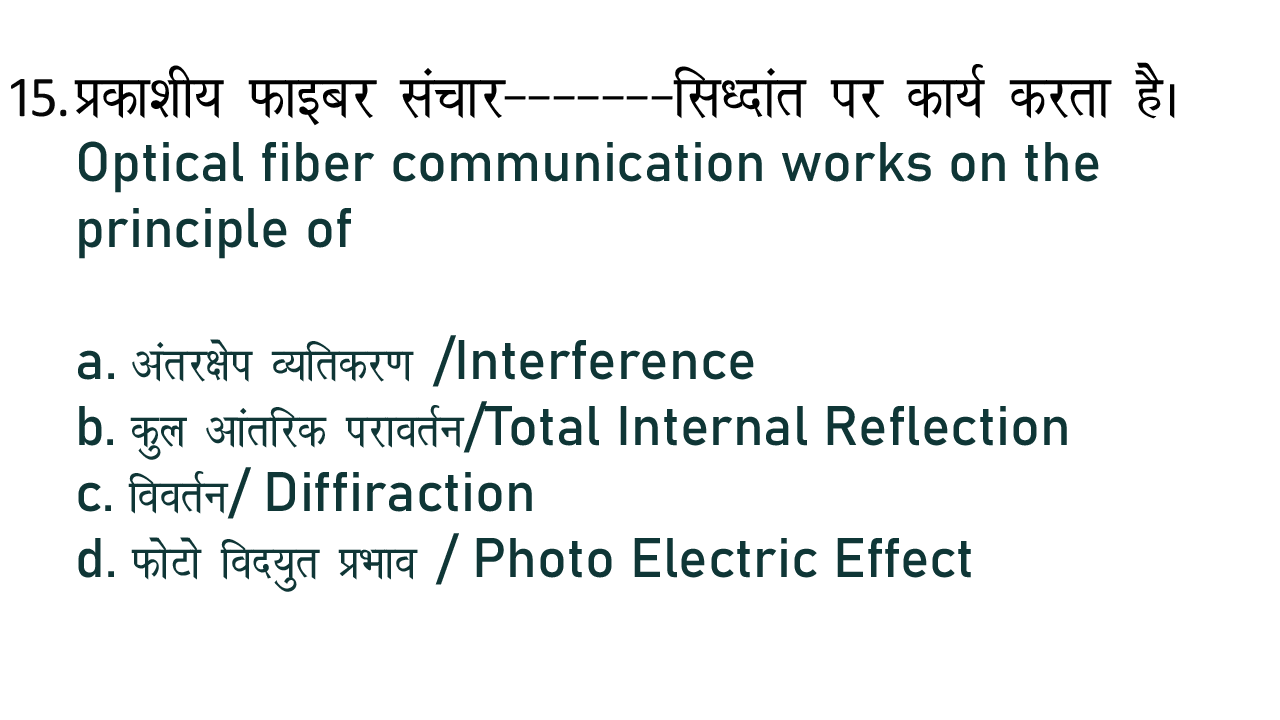 15. प्रकाशीय फाइबर संचार-------सिध्दांत पर कार्य करता है।
Optical fiber communication works on the
principle of
a. अंतरक्षेप व्यतिकरण /Interference
b. कुल आंतरिक परावर्तन/Total Internal Reflection
c. विवर्तन/ Diffiraction
d. फोटो विदयुत प्रभाव / Photo Electric Effect